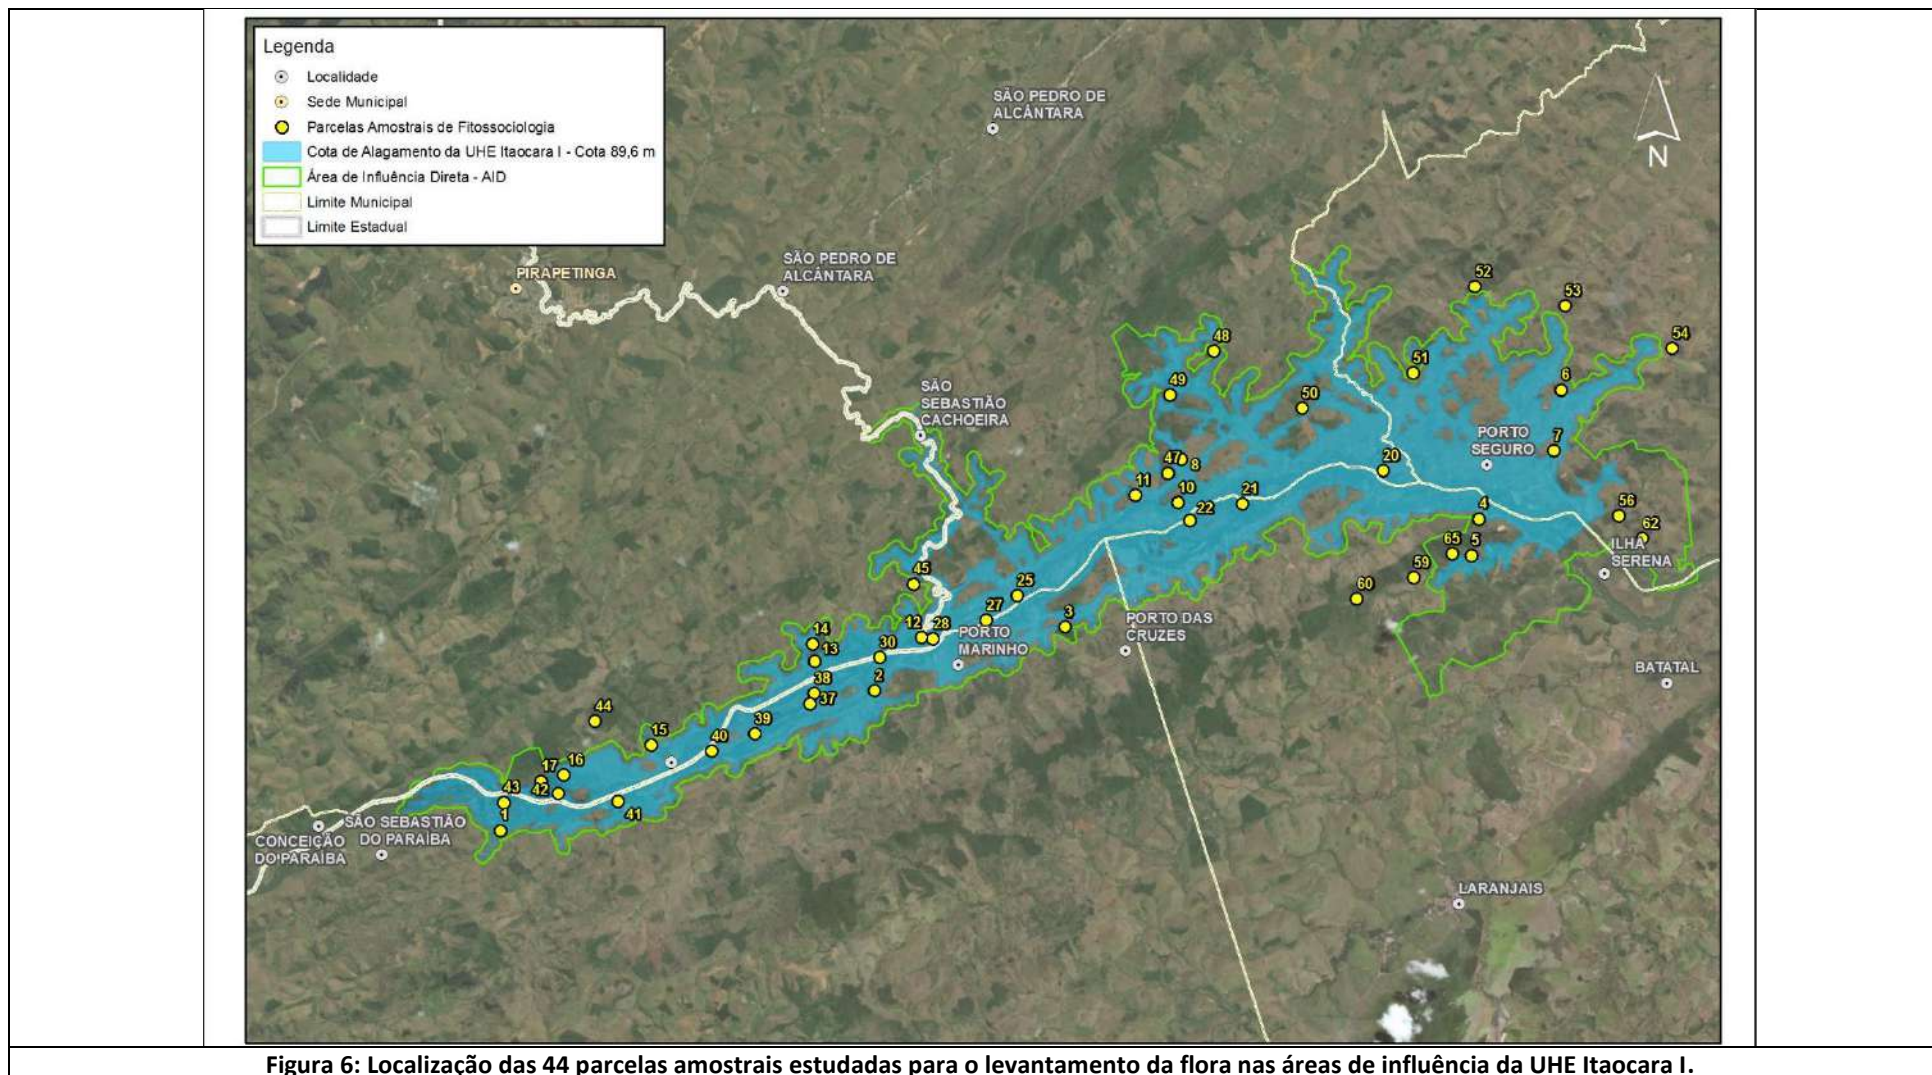 Legenda
Localidade
Sede Municipal
Parcelas Amostrais de Fitossociologia
Cota de Alagamento da UHE Itaocara I - Cota 89,6 m
Área de Influência Direta - AID
Limite Municipal
Limite Estadual
SÃO PEDRO DE
ALCÂNTARA
N
PIRAPETINGA
SÃO PEDRO DE
ALCÂNTARA
52
53
54
48
51
6
49
50
SÃO
SEBASTIÃO
CACHOEIRA
PORTO
SEGURO
7
47
8
20
11
10
21
22
4
56
62
65
5
ILHA
SERENA
59
60
45
25
27
3
PORTO DAS
CRUZES
12
28
PORTO
MARINHO
14
13
30
BATATAL
38
37
2
44
15
39
40
17
16
43
42
41
1
SÃO SEBASTIÃO
DO PARAÍBA
CONCEIÇÃO
DO PARAÍBA
LARANJAIS
Figura 6: Localização das 44 parcelas amostrais estudadas para o levantamento da flora nas áreas de influência da UHE Itaocara I.